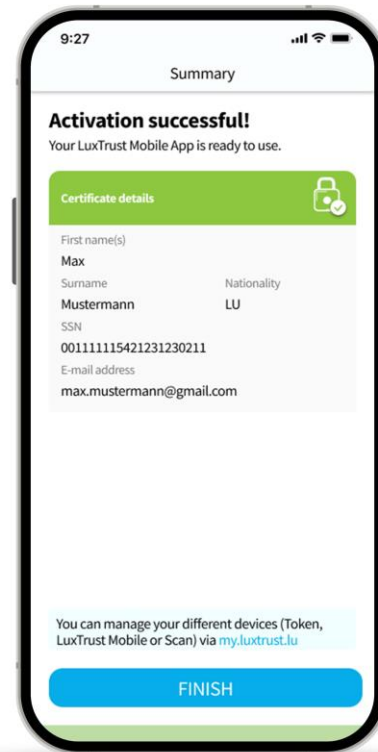 9:27
Summary
Activation successful!
Your LuxTrust Mobile App is ready to use.
Certificate details
First name(s)
Max
Surname Nationality
Mustermann LU
SSN
001111115421231230211
E-mail address
max.mustermann@gmail.com
You can manage your different devices (Token,
LuxTrust Mobile or Scan) via my.luxtrust.lu
FINISH